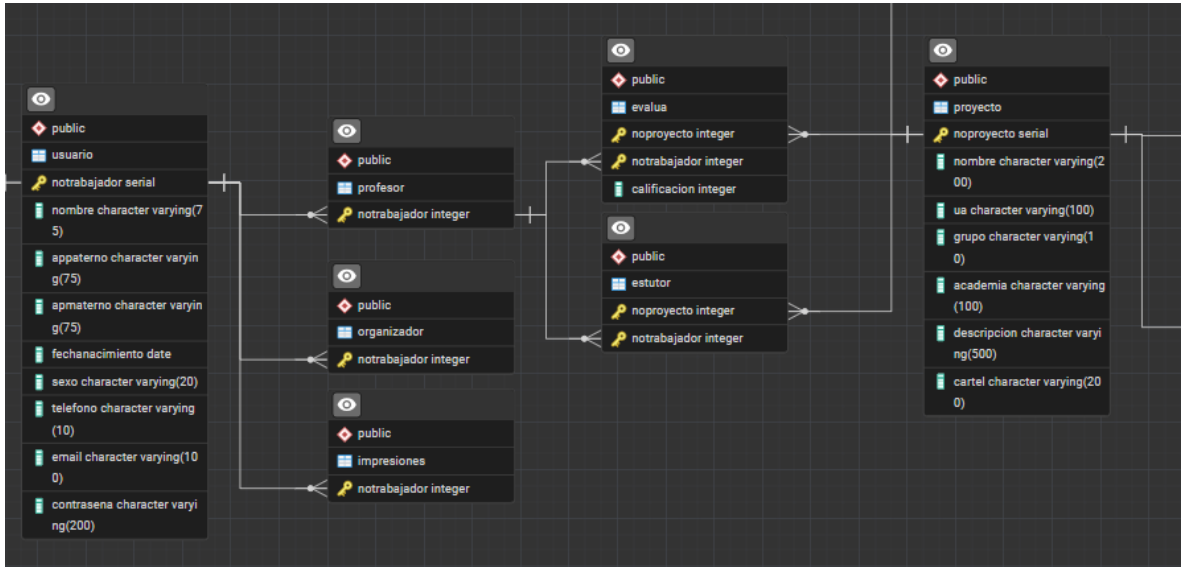 public
usuario
notrabajador serial
nombre character varying(7
5)
appaterno character varyin
g(75)
apmaterno character varyin
g(75)
fechanacimiento date
sexo character varying(20)
telefono character varying
(10)
email character varying(10
0)
contrasena character varyi
ng(200)
public
profesor
notrabajador integer
public
organizador
notrabajador integer
public
impresiones
notrabajador integer
public
evalua
noproyecto integer
notrabajador integer
calificacion integer
public
estutor
noproyecto integer
notrabajador integer
public
proyecto
noproyecto serial
nombre character varying(2
00)
ua character varying(100)
grupo character varying(1
0)
academia character varying
(100)
descripcion character varyi
ng(500)
cartel character varying(20
0)